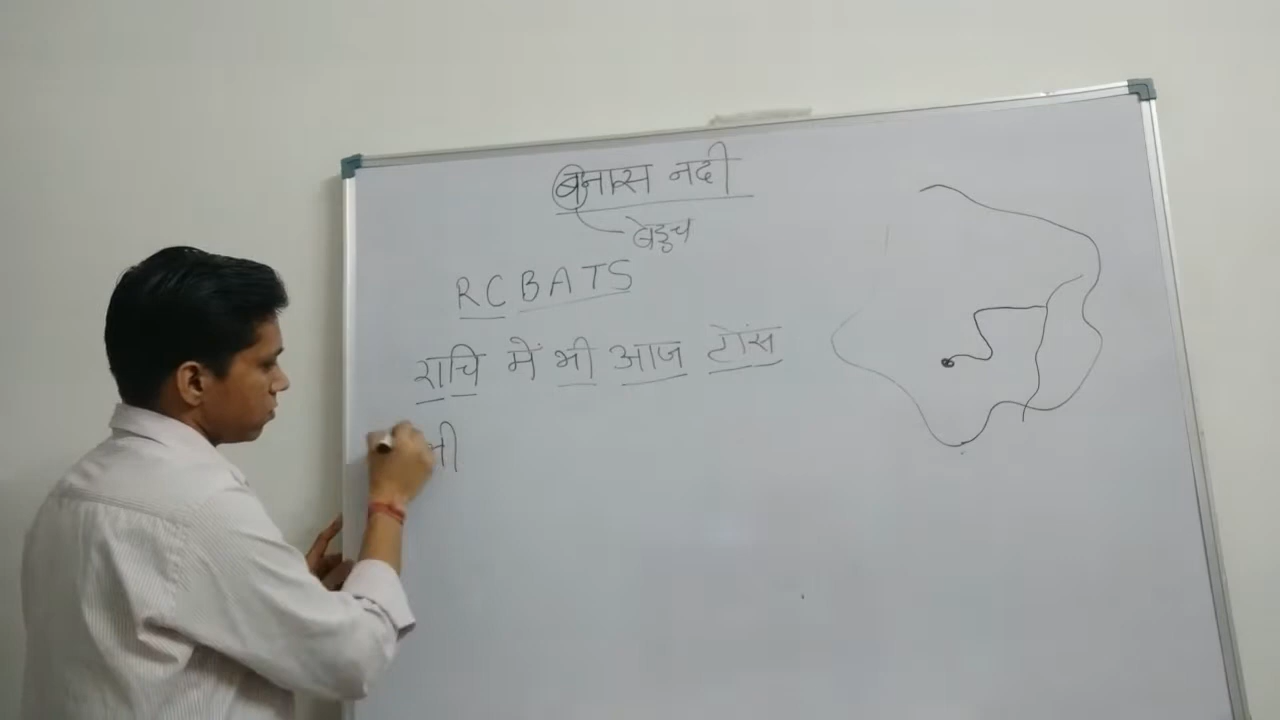 बनास नदी
बेड़च
RCBATS
राचि में भी आज टोंस